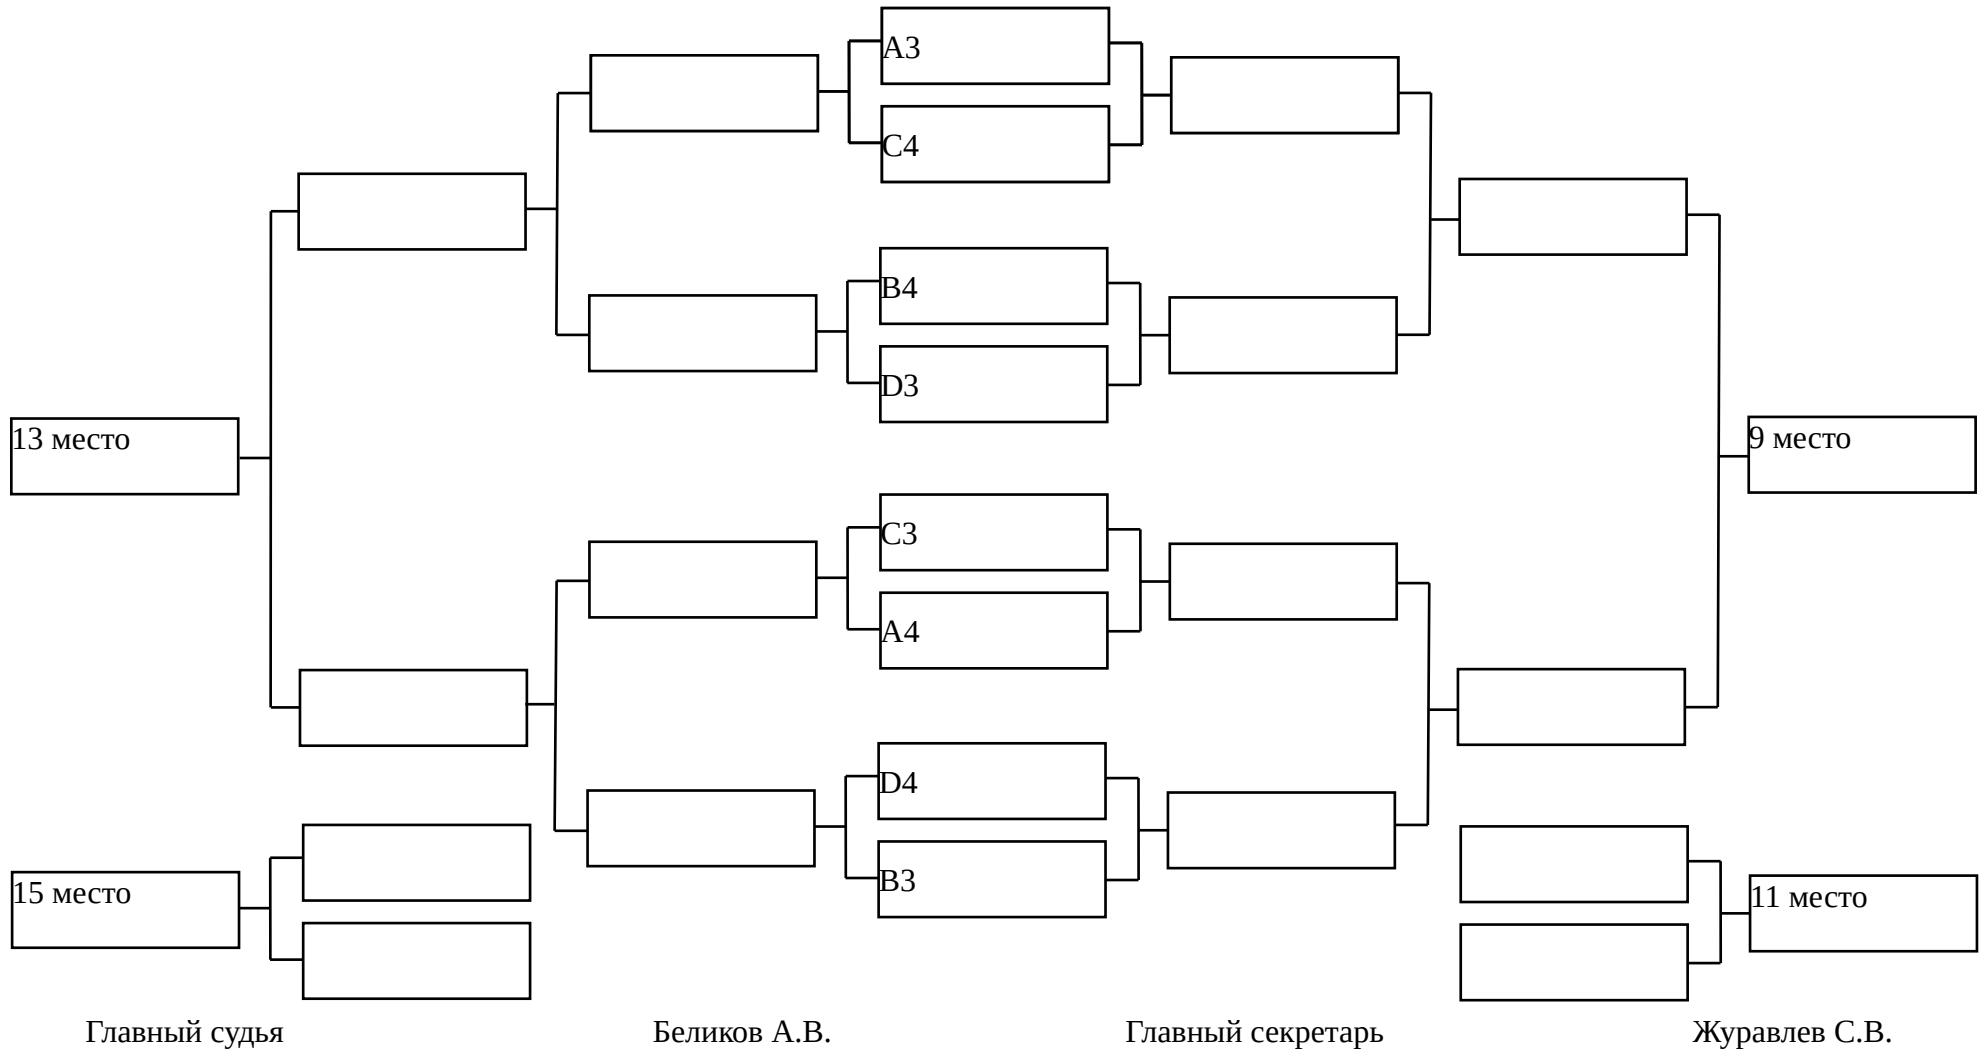 A3
C4
B4
D3
13 место
9 место
C3
A4
D4
B3
15 место
11 место
Главный судья Беликов А.В. Главный секретарь Журавлев С.В.